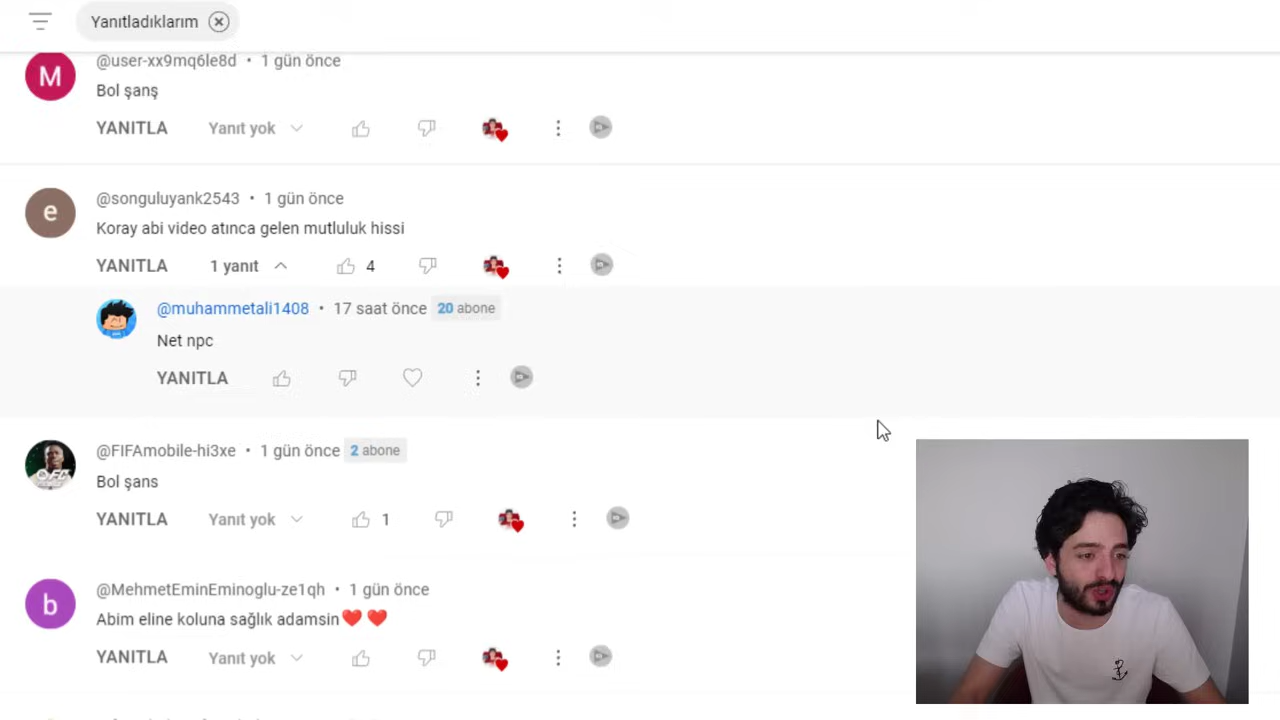 Yanıtladıklarım
M
@user-xx9mq6le8d • 1 gün önce
Bol şanş
YANITLA Yanıt yok
e
@songuluyank2543 • 1 gün önce
Koray abi video atınca gelen mutluluk hissi
YANITLA 1 yanıt 4
@muhammetali1408 • 17 saat önce 20 abone
Net npc
YANITLA
@FIFAmobile-hi3xe • 1 gün önce 2 abone
Bol şans
YANITLA Yanıt yok 1
b
@MehmetEminEminoglu-ze1qh • 1 gün önce
Abim eline koluna sağlık adamsin❤️ ❤️
YANITLA Yanıt yok